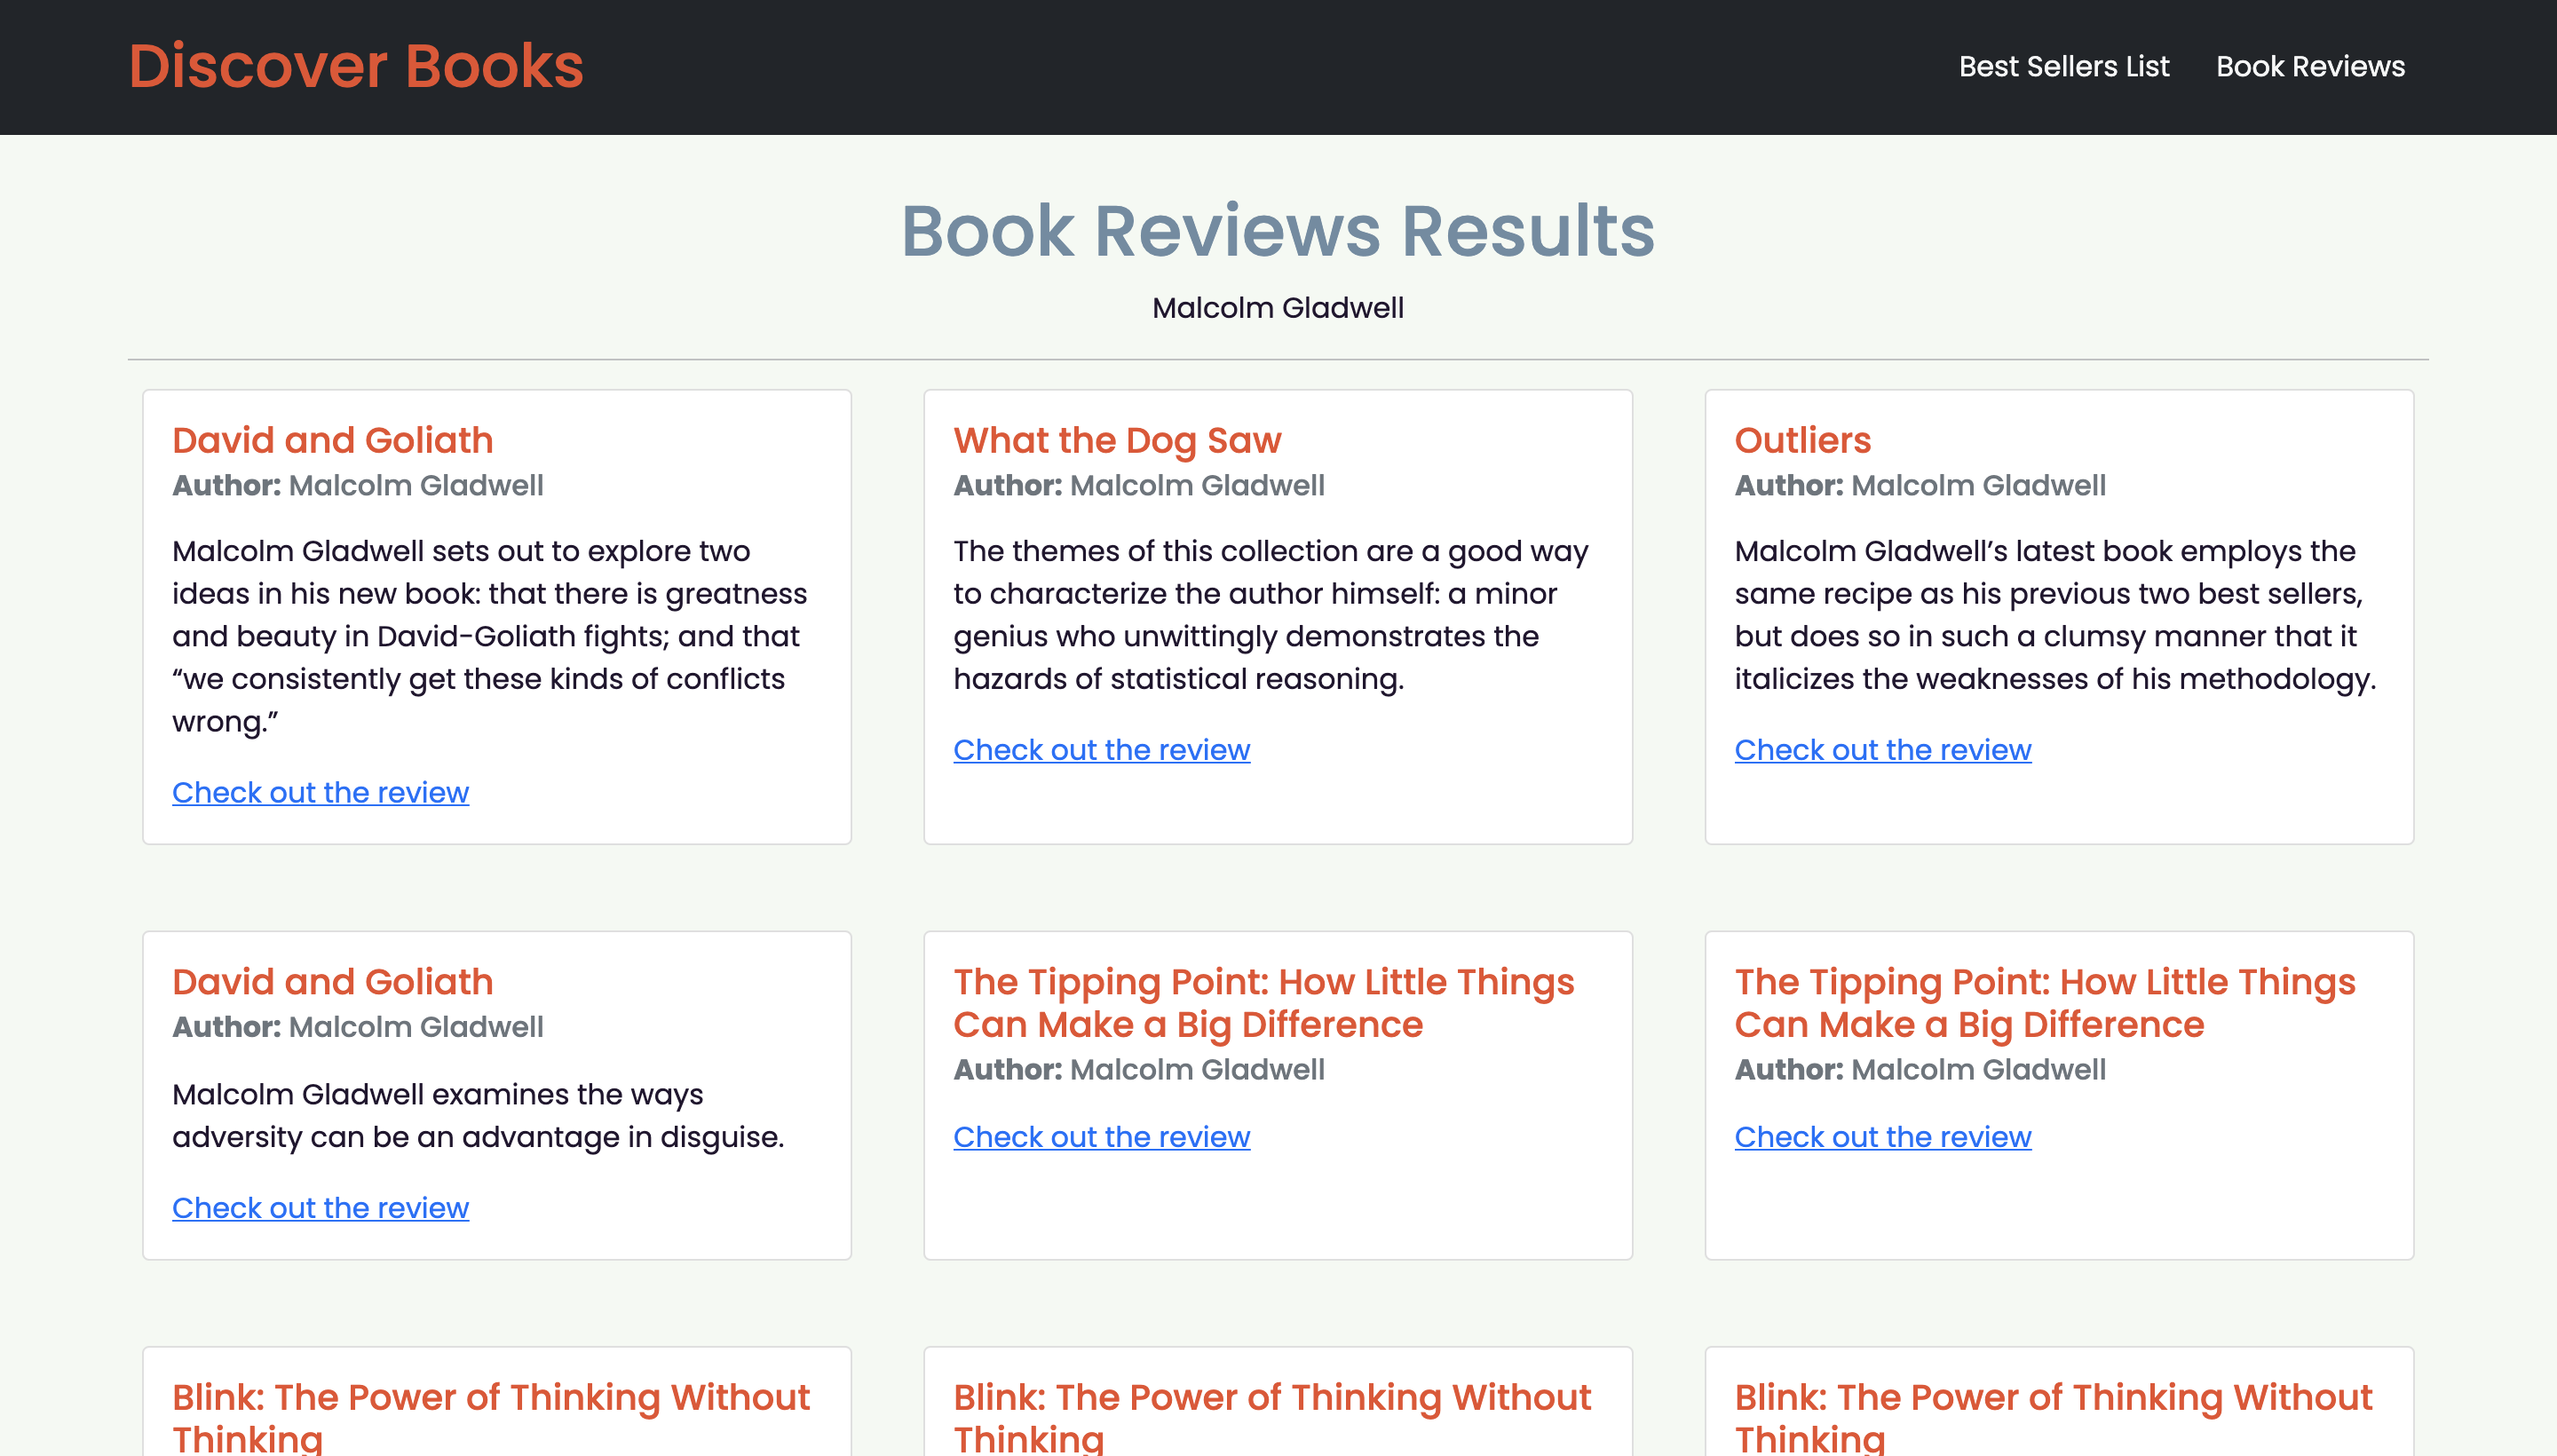 Discover Books
Best Sellers List
Book Reviews
Book Reviews Results
Malcolm Gladwell
David and Goliath
Author: Malcolm Gladwell
Malcolm Gladwell sets out to explore two
ideas in his new book: that there is greatness
and beauty in David-Goliath fights; and that
“we consistently get these kinds of conflicts
wrong.”
Check out the review
What the Dog Saw
Author: Malcolm Gladwell
The themes of this collection are a good way
to characterize the author himself: a minor
genius who unwittingly demonstrates the
hazards of statistical reasoning.
Check out the review
Outliers
Author: Malcolm Gladwell
Malcolm Gladwell’s latest book employs the
same recipe as his previous two best sellers,
but does so in such a clumsy manner that it
italicizes the weaknesses of his methodology.
Check out the review
David and Goliath
Author: Malcolm Gladwell
Malcolm Gladwell examines the ways
adversity can be an advantage in disguise.
Check out the review
The Tipping Point: How Little Things
Can Make a Big Difference
Author: Malcolm Gladwell
Check out the review
The Tipping Point: How Little Things
Can Make a Big Difference
Author: Malcolm Gladwell
Check out the review
Blink: The Power of Thinking Without
Thinking
Blink: The Power of Thinking Without
Thinking
Blink: The Power of Thinking Without
Thinking